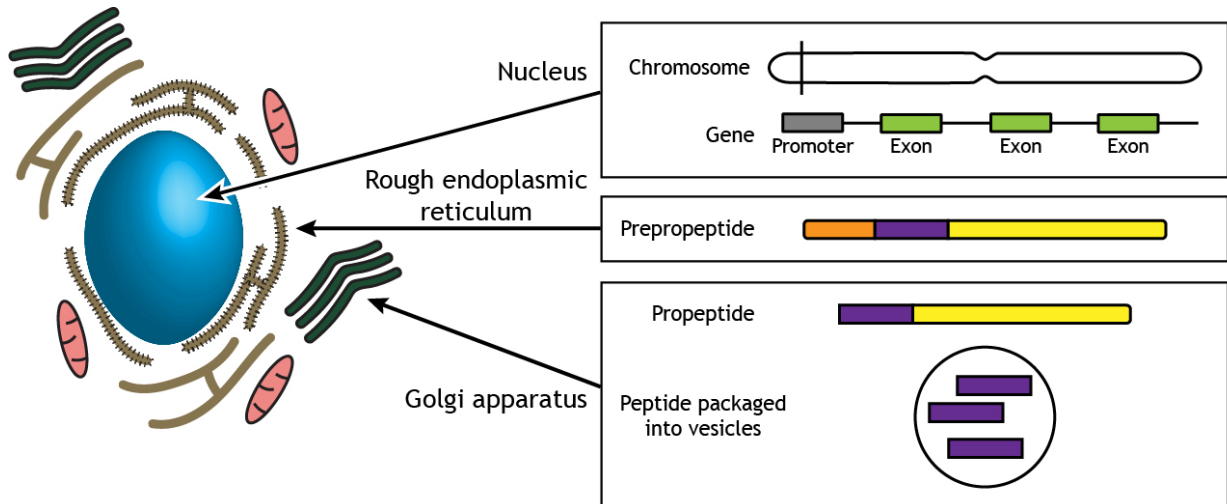 Nucleus
Chromosome
Gene
Promoter
Exon
Exon
Exon
Rough endoplasmic
reticulum
Prepropeptide
Propeptide
Golgi apparatus
Peptide packaged
into vesicles